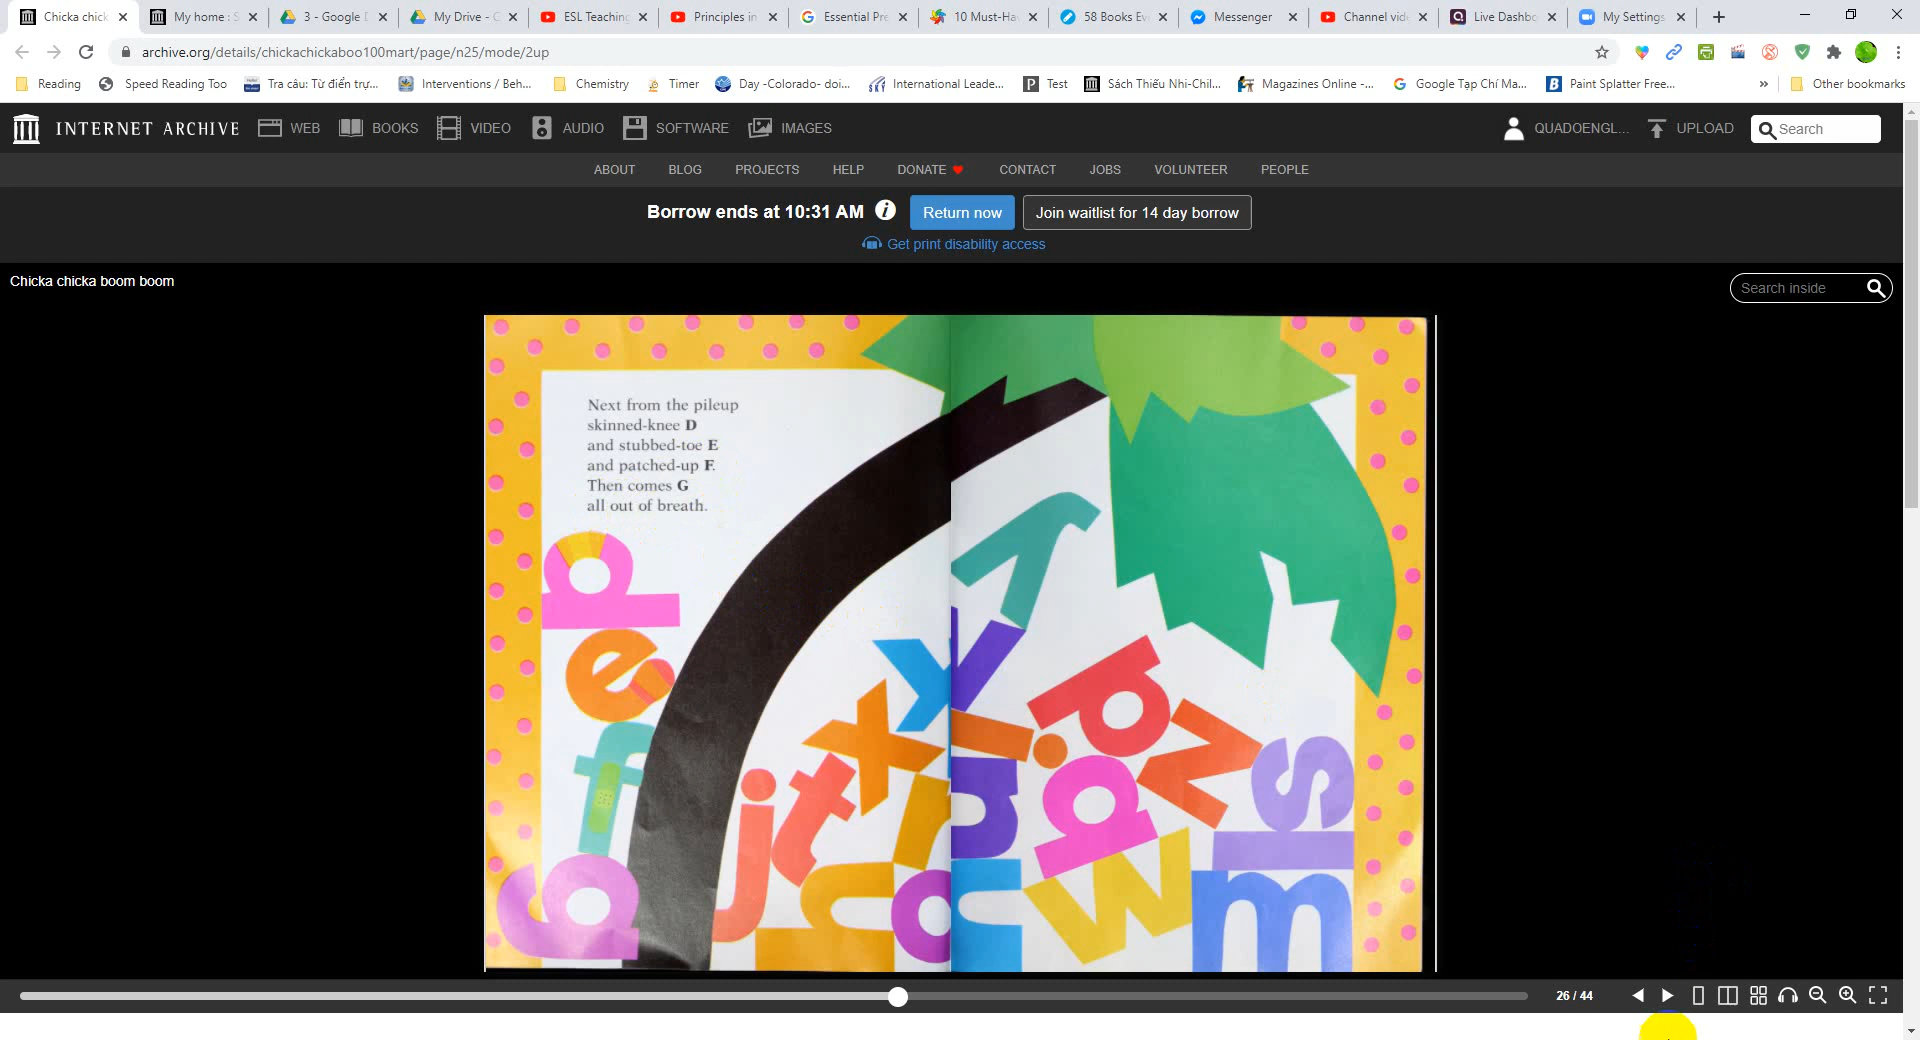 Chicka chick
My home : S
3 - Google D
My Drive - G
ESL Teaching
Principles in
Essential Pre
10 Must-Ha
58 Books Ev
Messenger
Channel vide
Live Dashbo
My Settings
archive.org/details/chickachickaboo100mart/page/n25/mode/2up
Reading
Speed Reading Too
Tra câu: Từ điển trự...
Interventions / Beh...
Chemistry
Timer
Day -Colorado- doi...
International Leade...
Test
Sách Thiếu Nhi-Chil...
Magazines Online -...
Google Tạp Chí Ma...
Paint Splatter Free...
»
Other bookmarks
INTERNET ARCHIVE
WEB
BOOKS
VIDEO
AUDIO
SOFTWARE
IMAGES
QUADOENGL...
UPLOAD
Search
ABOUT
BLOG
PROJECTS
HELP
DONATE
CONTACT
JOBS
VOLUNTEER
PEOPLE
Borrow ends at 10:31 AM
Return now
Join waitlist for 14 day borrow
Get print disability access
Chicka chicka boom boom
Search inside
Next from the pileup
skinned-knee D
and stubbed-toe E
and patched-up F.
Then comes G
all out of breath.
26 / 44